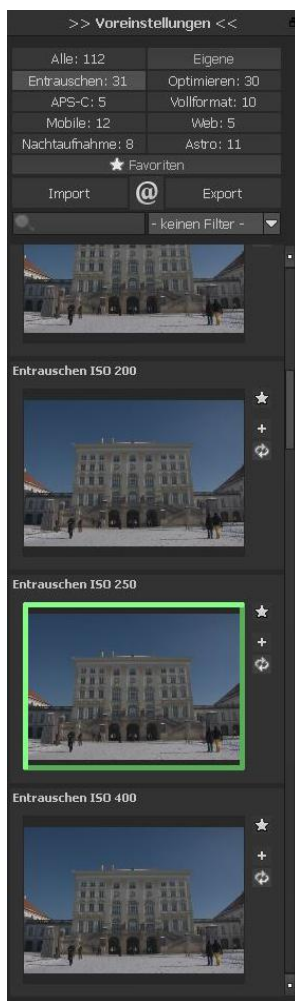 >> Voreinstellungen <<
Alle: 112 Eigene
Entrauschen: 31 Optimieren: 30
APS-C: 5 Vollformat: 10
Mobile: 12 Web: 5
Nachtaufnahme: 8 Astro: 11
★ Favoriten
Import @ Export
- keinen Filter -
Entrauschen ISO 200
Entrauschen ISO 250
Entrauschen ISO 400